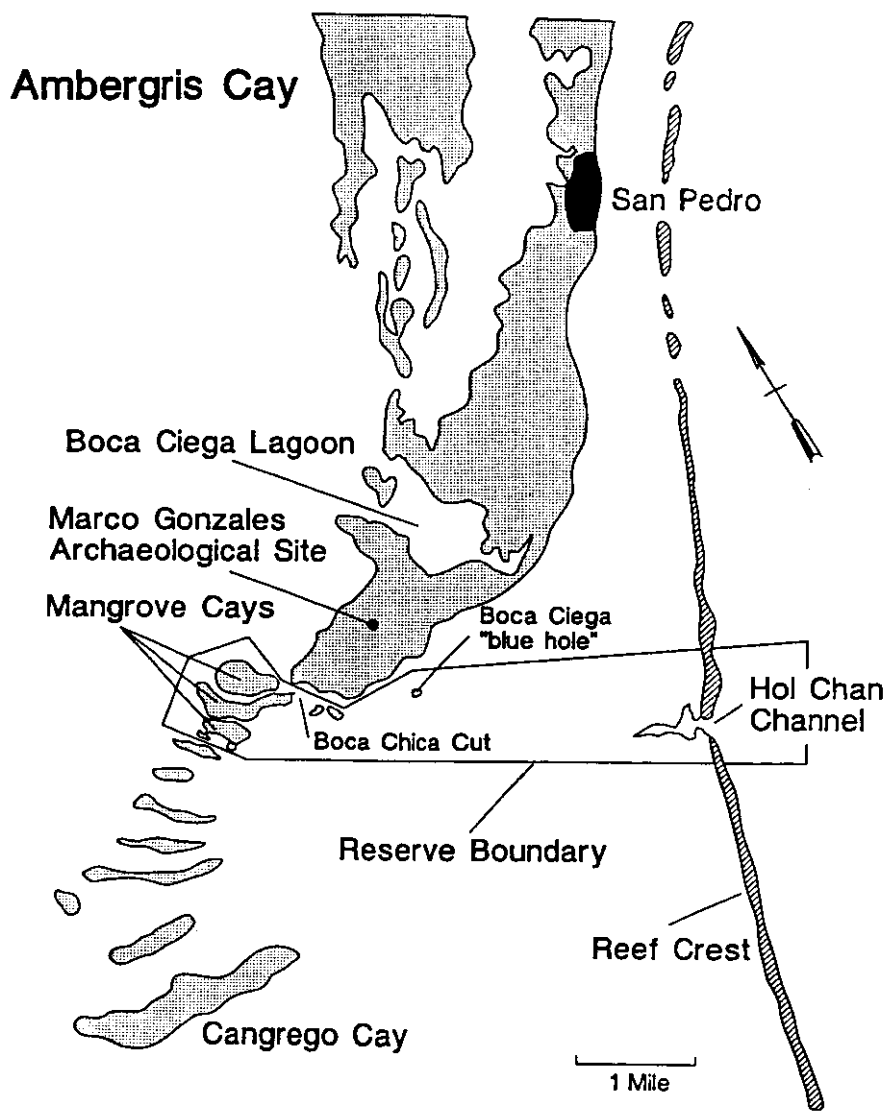 Ambergris Cay
San Pedro
Boca Ciega Lagoon
Marco Gonzales
Archaeological Site
Mangrove Cays
Boca Ciega
"blue hole"
Hol Chan
Channel
Boca Chica Cut
Reserve Boundary
Reef Crest
Cangrego Cay
1 Mile